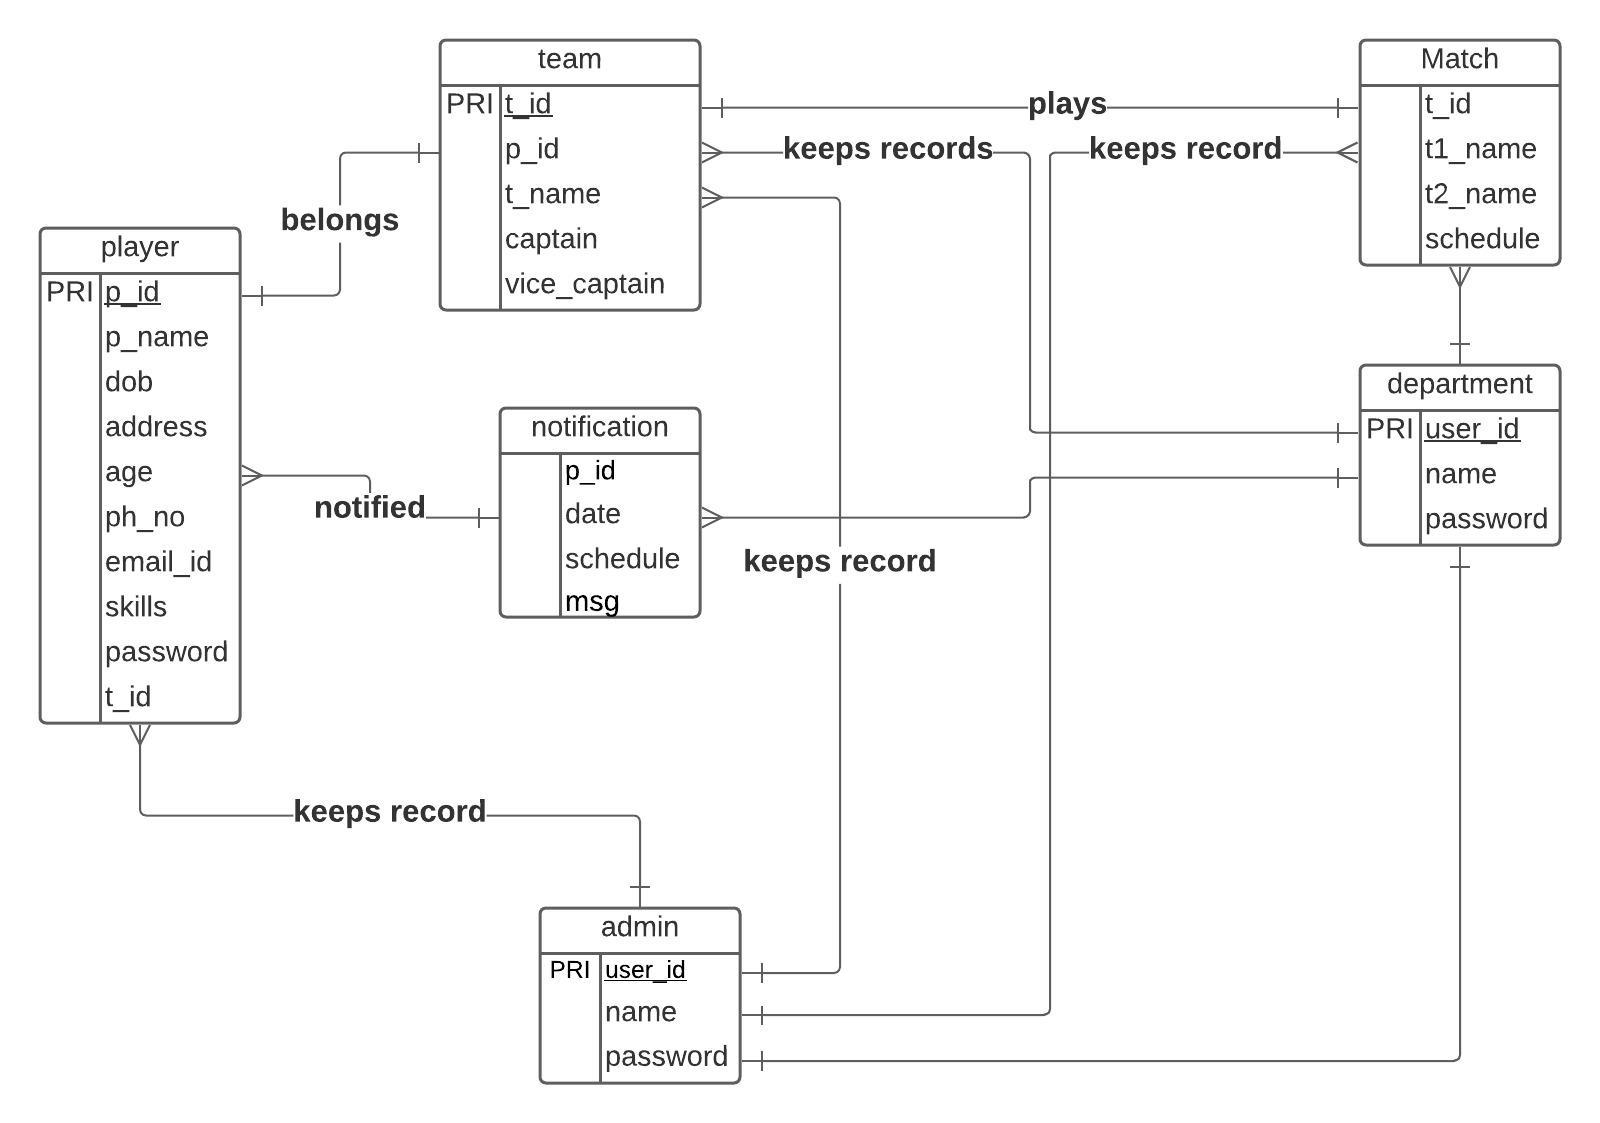 team
PRI t_id
p_id
t_name
captain
vice_captain
Match
t_id
t1_name
t2_name
schedule
plays
keeps records
keeps record
belongs
player
PRI p_id
p_name
dob
address
age
ph_no
email_id
skills
password
t_id
notification
p_id
date
schedule
msg
notified
department
PRI user_id
name
password
keeps record
keeps record
admin
PRI user_id
name
password